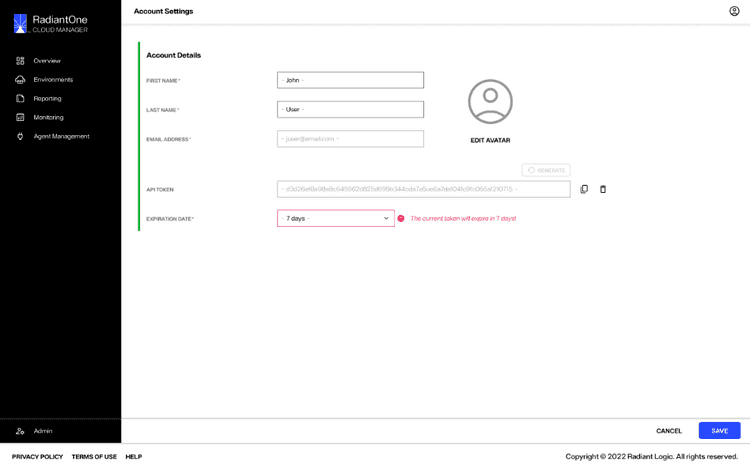 RadiantOne
CLOUD MANAGER
Account Settings
Overview
Environments
Reporting
Monitoring
Agent Management
Account Details
FIRST NAME*
- John -
LAST NAME*
- User -
EMAIL ADDRESS*
- juser@email.com -
EDIT AVATAR
GENERATE
API TOKEN
EXPIRATION DATE*
- 7 days -
The current token will expire in 7 days!
Admin
CANCEL
SAVE
PRIVACY POLICY TERMS OF USE HELP
Copyright © 2022 Radiant Logic. All rights reserved.